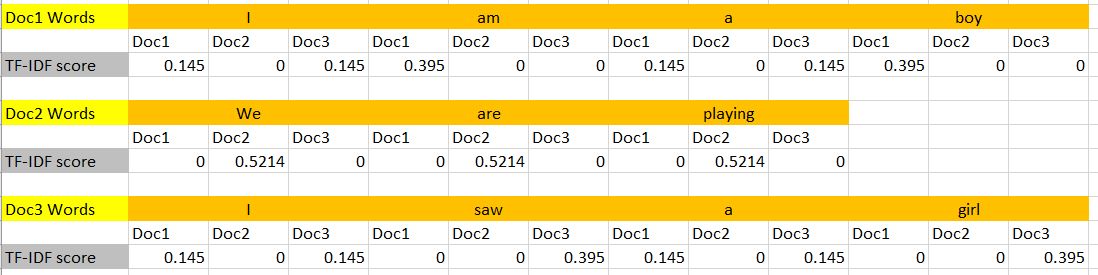 Doc1 Words I am a boy
Doc1 Doc2 Doc3 Doc1 Doc2 Doc3 Doc1 Doc2 Doc3 Doc1 Doc2 Doc3
TF-IDF score 0.145 0 0.145 0.395 0 0 0.145 0 0.145 0.395 0 0
Doc2 Words We are playing
Doc1 Doc2 Doc3 Doc1 Doc2 Doc3 Doc1 Doc2 Doc3
TF-IDF score 0 0.5214 0 0 0.5214 0 0 0.5214 0
Doc3 Words I saw a girl
Doc1 Doc2 Doc3 Doc1 Doc2 Doc3 Doc1 Doc2 Doc3 Doc1 Doc2 Doc3
TF-IDF score 0.145 0 0.145 0 0 0.395 0.145 0 0.145 0 0 0.395